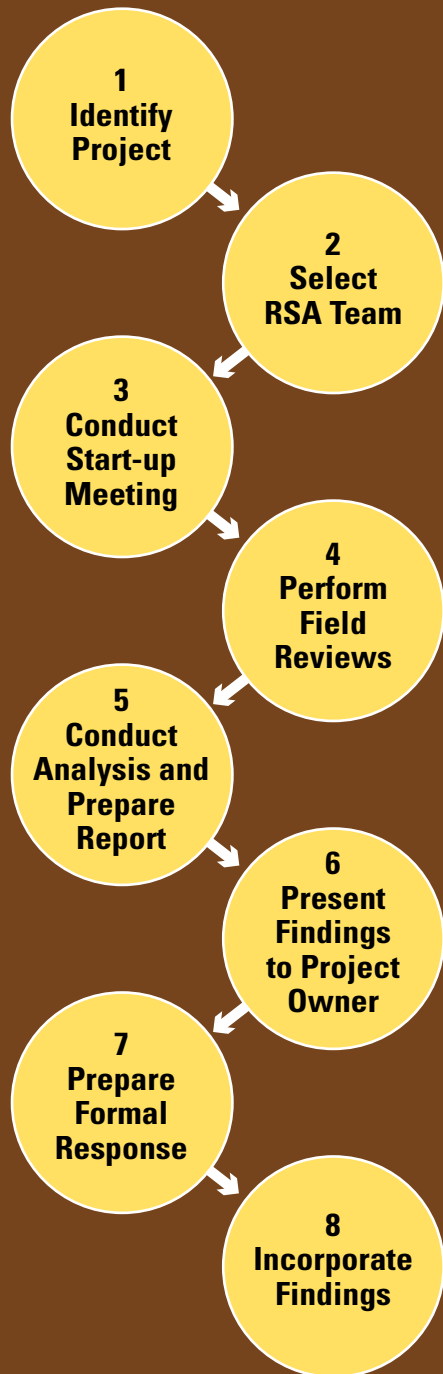 1
Identify
Project
2
Select
RSA Team
3
Conduct
Start-up
Meeting
4
Perform
Field
Reviews
5
Conduct
Analysis and
Prepare
Report
6
Present
Findings
to Project
Owner
7
Prepare
Formal
Response
8
Incorporate
Findings